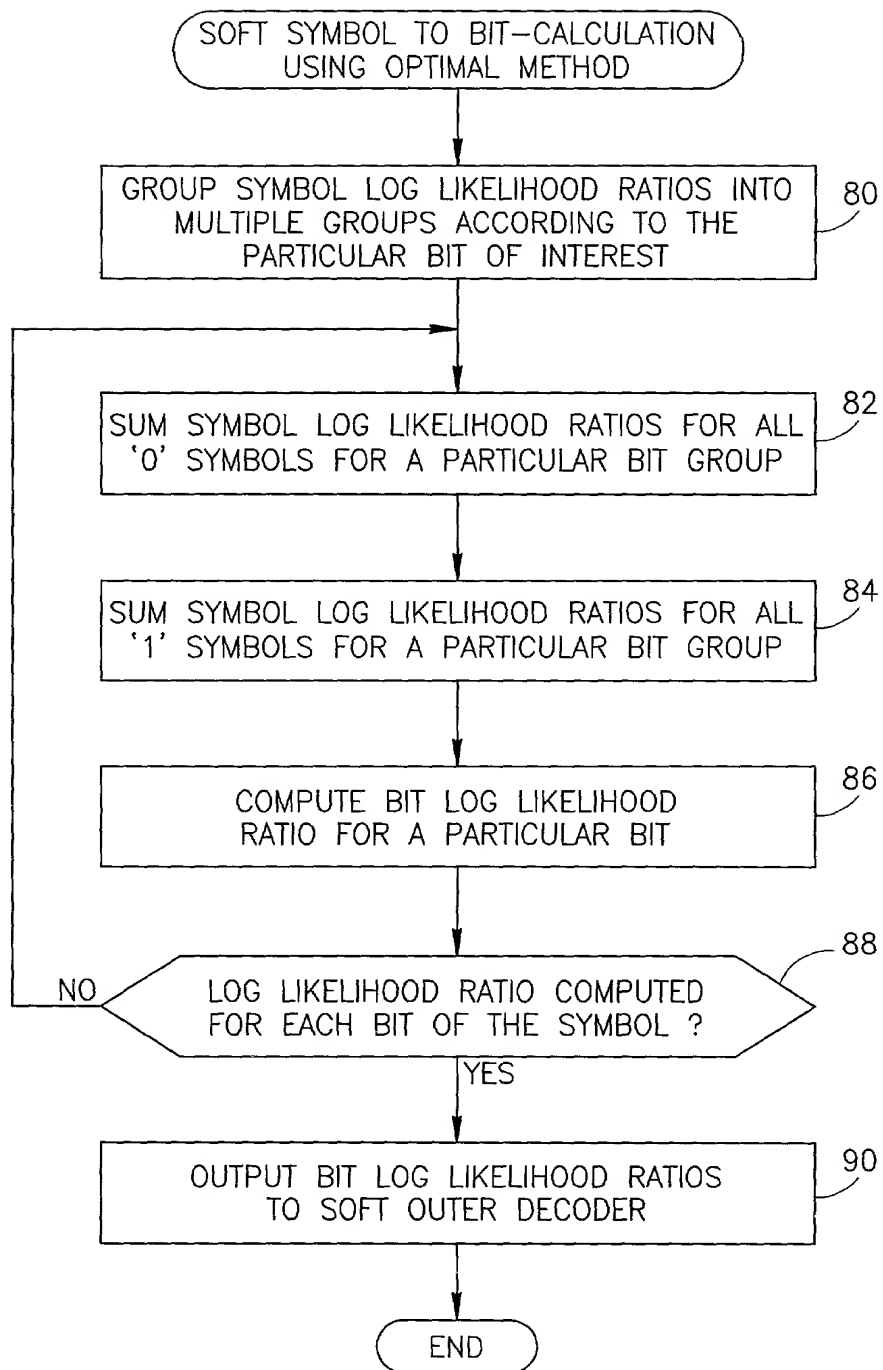 SOFT SYMBOL TO BIT-CALCULATION
USING OPTIMAL METHOD
GROUP SYMBOL LOG LIKELIHOOD RATIOS INTO
MULTIPLE GROUPS ACCORDING TO THE
PARTICULAR BIT OF INTEREST
80
SUM SYMBOL LOG LIKELIHOOD RATIOS FOR ALL
'0' SYMBOLS FOR A PARTICULAR BIT GROUP
82
SUM SYMBOL LOG LIKELIHOOD RATIOS FOR ALL
'1' SYMBOLS FOR A PARTICULAR BIT GROUP
84
COMPUTE BIT LOG LIKELIHOOD
RATIO FOR A PARTICULAR BIT
86
NO
LOG LIKELIHOOD RATIO COMPUTED
FOR EACH BIT OF THE SYMBOL ?
88
YES
OUTPUT BIT LOG LIKELIHOOD RATIOS
TO SOFT OUTER DECODER
90
END